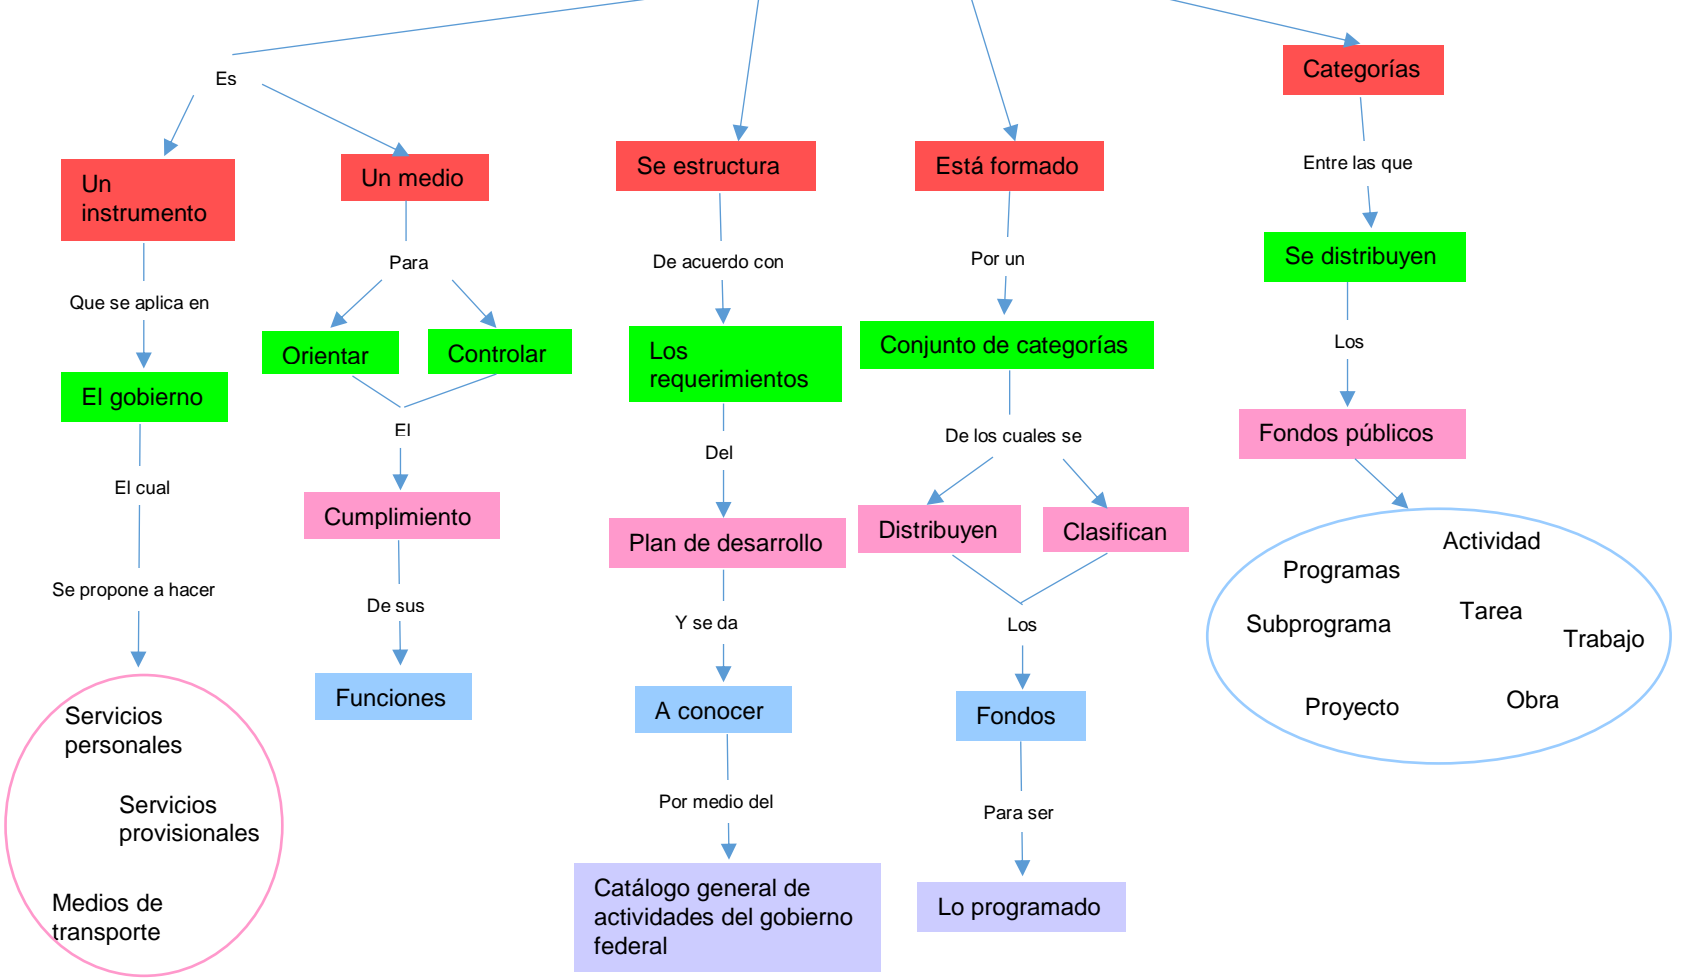 Es
Un
instrumento
Que se aplica en
El gobierno
El cual
Se propone a hacer
Servicios
personales
Servicios
provisionales
Medios de
transporte
Un medio
Para
Orientar
Controlar
El
Cumplimiento
De sus
Funciones
Se estructura
De acuerdo con
Los
requerimientos
Del
Plan de desarrollo
Y se da
A conocer
Por medio del
Catálogo general de
actividades del gobierno
federal
Está formado
Por un
Conjunto de categorías
De los cuales se
Distribuyen
Clasifican
Los
Fondos
Para ser
Lo programado
Categorías
Entre las que
Se distribuyen
Los
Fondos públicos
Actividad
Programas
Tarea
Subprograma
Trabajo
Obra
Proyecto